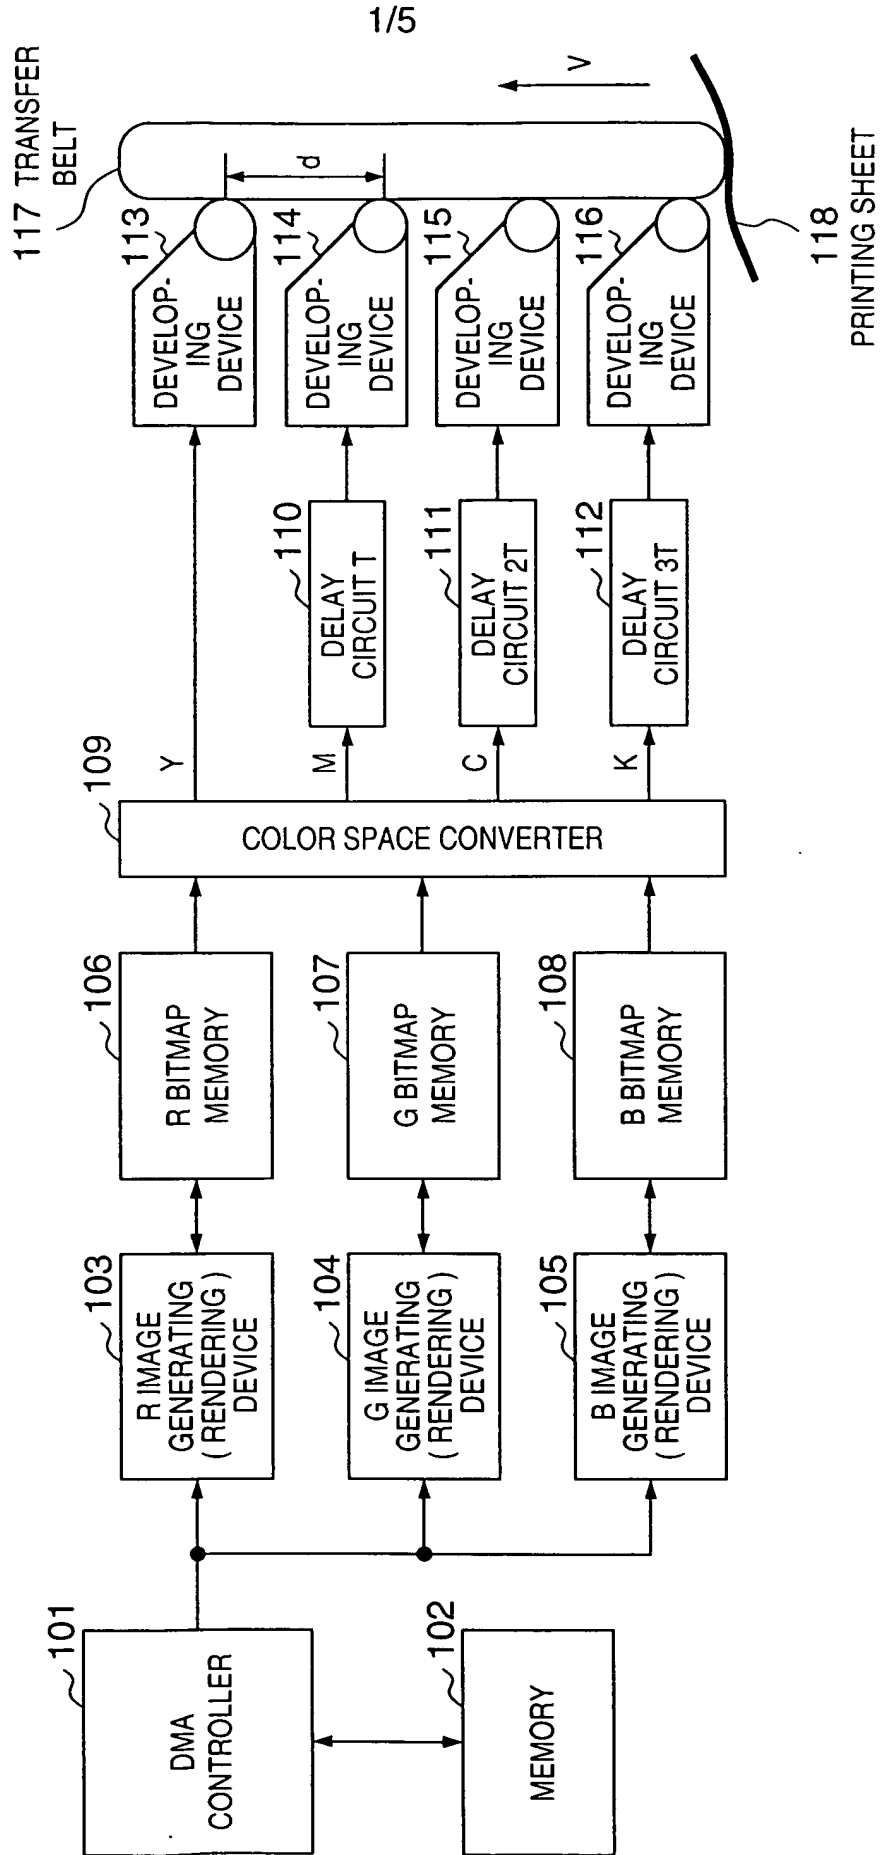 1/5
101
DMA
CONTROLLER
102
MEMORY
103
R IMAGE
GENERATING
( RENDERING )
DEVICE
104
G IMAGE
GENERATING
( RENDERING )
DEVICE
105
B IMAGE
GENERATING
( RENDERING )
DEVICE
106
R BITMAP
MEMORY
107
G BITMAP
MEMORY
108
B BITMAP
MEMORY
109
COLOR SPACE CONVERTER
Y
M
C
K
110
DELAY
CIRCUIT T
111
DELAY
CIRCUIT 2T
112
DELAY
CIRCUIT 3T
113
DEVELOP-
ING
DEVICE
114
DEVELOP-
ING
DEVICE
115
DEVELOP-
ING
DEVICE
116
DEVELOP-
ING
DEVICE
117 TRANSFER
BELT
d
V
118
PRINTING SHEET